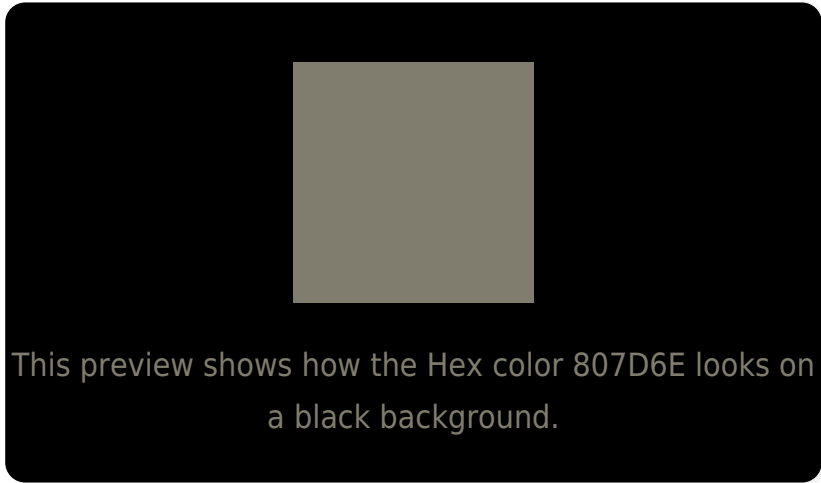 This preview shows how the Hex color 807D6E looks on
a black background.